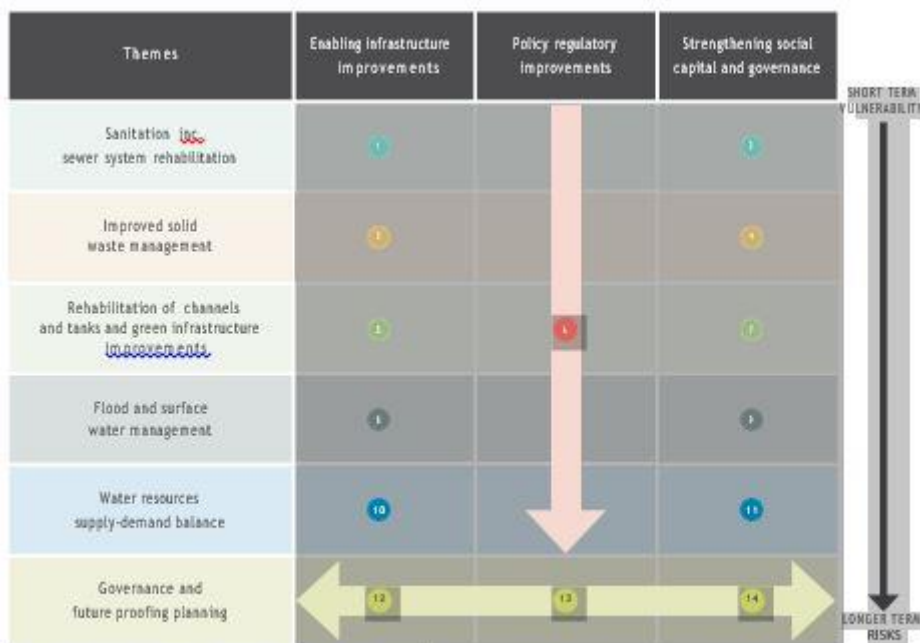 Themes
Enabling infrastructure
improvements
Policy regulatory
improvements
Strengthening social
capital and governance
SHORT TERM
VULNERABILITY
Sanitation inc.
sewer system rehabilitation
1
Improved solid
waste management
Rehabilitation of channels
and tanks and green infrastructure
improvements
Flood and surface
water management
Water resources
supply-demand balance
10
11
Governance and
future proofing planning
12
13
14
LONGER TERM
RISKS